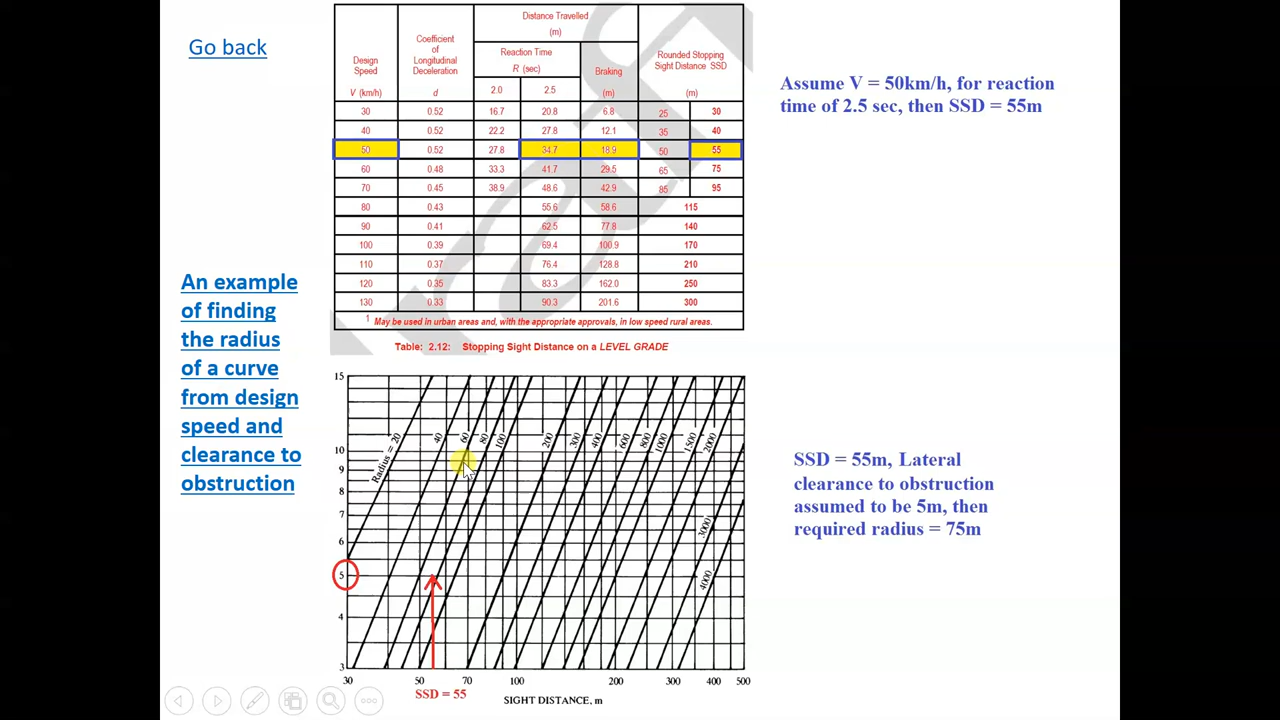 Go back
An example
of finding
the radius
of a curve
from design
speed and
clearance to
obstruction
Design
Speed
V (km/h)
Coefficient
of
Longitudinal
Deceleration
d
Distance Travelled
(m)
Reaction Time
R (sec)
2.0 2.5
Braking
(m)
Rounded Stopping
Sight Distance SSD
(m)
30 0.52 16.7 20.8 6.8 25 30
40 0.52 22.2 27.8 12.1 35 40
50 0.52 27.8 34.7 18.9 50 55
60 0.48 33.3 41.7 29.5 65 75
70 0.45 38.9 48.6 42.9 85 95
80 0.43 55.6 58.6 115
90 0.41 62.5 77.8 140
100 0.39 69.4 100.9 170
110 0.37 76.4 128.8 210
120 0.35 83.3 162.0 250
130 0.33 90.3 201.6 300
1 May be used in urban areas and, with the appropriate approvals, in low speed rural areas.
Table: 2.12: Stopping Sight Distance on a LEVEL GRADE
Assume V = 50km/h, for reaction
time of 2.5 sec, then SSD = 55m
15
10
9
8
7
6
5
4
3
Radius = 20
40
60
80
100
200
300
400
600
800
1000
1500
2000
3000
4000
30 50 70 100 200 300 400 500
SSD = 55
SIGHT DISTANCE, m
SSD = 55m, Lateral
clearance to obstruction
assumed to be 5m, then
required radius = 75m